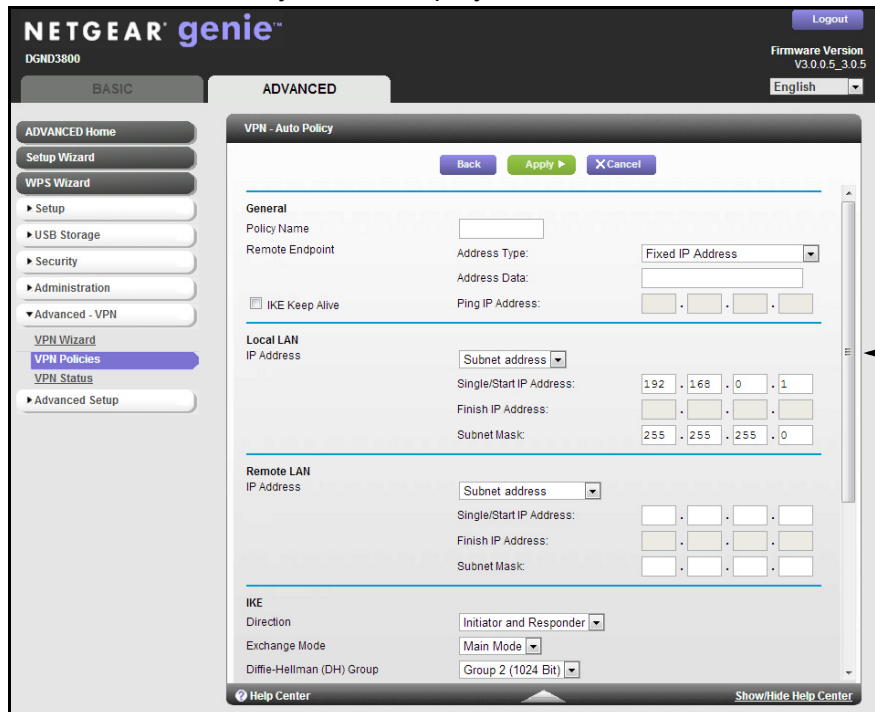 NETGEAR® genie™
Logout
DGND3800
Firmware Version
V3.0.0.5_3.0.5
BASIC
ADVANCED
English
ADVANCED Home
Setup Wizard
WPS Wizard
Setup
USB Storage
Security
Administration
Advanced - VPN
VPN Wizard
VPN Policies
VPN Status
Advanced Setup
VPN - Auto Policy
Back Apply X Cancel
General
Policy Name
Remote Endpoint Address Type: Fixed IP Address
Address Data:
IKE Keep Alive Ping IP Address: . . .
Local LAN
IP Address Subnet address
Single/Start IP Address: 192 . 168 . 0 . 1
Finish IP Address: . . .
Subnet Mask: 255 . 255 . 255 . 0
Remote LAN
IP Address Subnet address
Single/Start IP Address: . . .
Finish IP Address: . . .
Subnet Mask: . . .
IKE
Direction Initiator and Responder
Exchange Mode Main Mode
Diffie-Hellman (DH) Group Group 2 (1024 Bit)
? Help Center Show/Hide Help Center